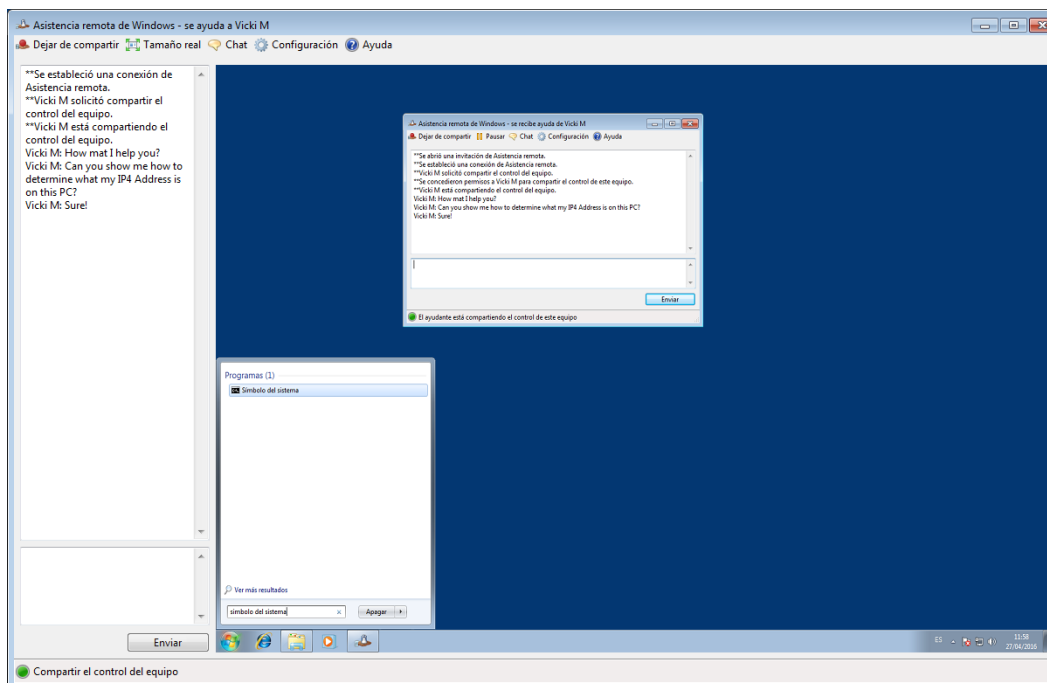 Asistencia remota de Windows - se ayuda a Vicki M
Dejar de compartir Tamaño real Chat Configuración Ayuda
**Se estableció una conexión de
Asistencia remota.
**Vicki M solicitó compartir el
control del equipo.
**Vicki M está compartiendo el
control del equipo.
Vicki M: How mat I help you?
Vicki M: Can you show me how to
determine what my IP4 Address is
on this PC?
Vicki M: Sure!
Enviar
Compartir el control del equipo
Asistencia remota de Windows - se recibe ayuda de Vicki M
Dejar de compartir Pausar Chat Configuración Ayuda
**Se abrió una invitación de Asistencia remota.
**Se estableció una conexión de Asistencia remota.
**Vicki M solicitó compartir el control del equipo.
**Se concedieron permisos a Vicki M para compartir el control de este equipo.
**Vicki M está compartiendo el control del equipo.
Vicki M: How mat I help you?
Vicki M: Can you show me how to determine what my IP4 Address is on this PC?
Vicki M: Sure!
Enviar
El ayudante está compartiendo el control de este equipo
Programas (1)
Símbolo del sistema
Ver más resultados
símbolo del sistema
Apagar
ES
11:58
27/04/2016